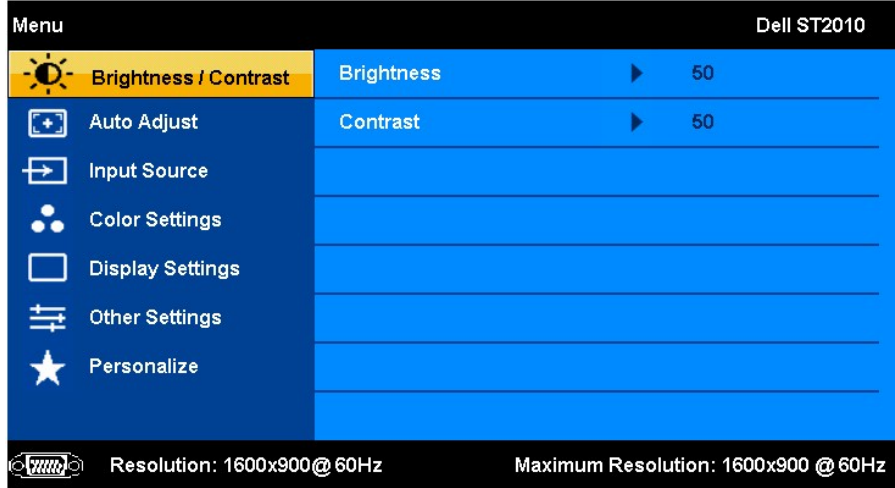 Menu Dell ST2010
Brightness / Contrast Brightness 50
Auto Adjust Contrast 50
Input Source
Color Settings
Display Settings
Other Settings
Personalize
Resolution: 1600x900@60Hz Maximum Resolution: 1600x900 @60Hz